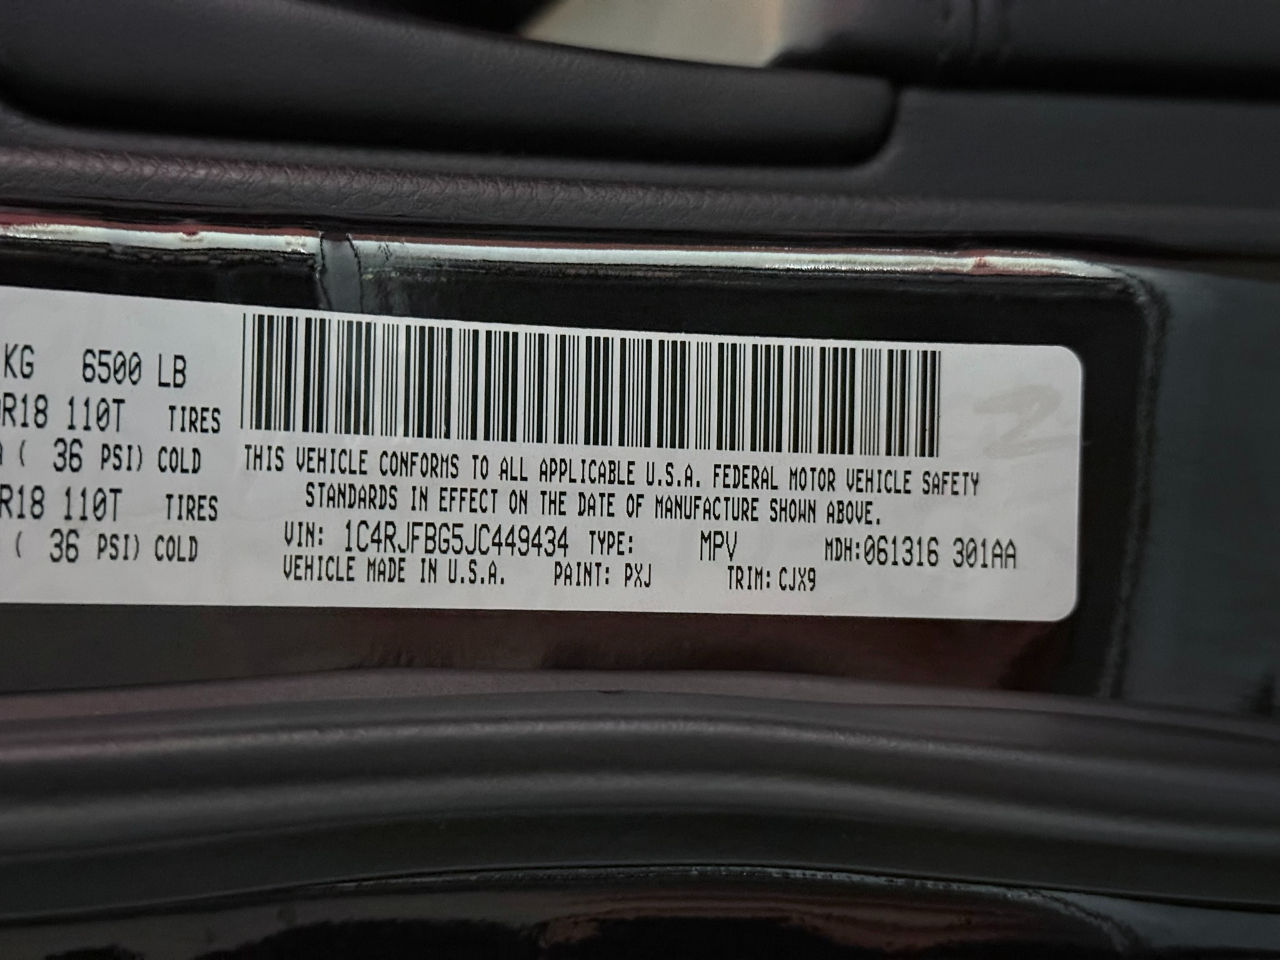 KG 6500 LB
R18 110T TIRES
( 36 PSI) COLD
R18 110T TIRES
( 36 PSI) COLD
THIS VEHICLE CONFORMS TO ALL APPLICABLE U.S.A. FEDERAL MOTOR VEHICLE SAFETY
STANDARDS IN EFFECT ON THE DATE OF MANUFACTURE SHOWN ABOVE.
VIN: 1C4RJFBG5JC449434 TYPE: MPV MDH:061316 301AA
VEHICLE MADE IN U.S.A. PAINT: PXJ TRIM: CJX9
2